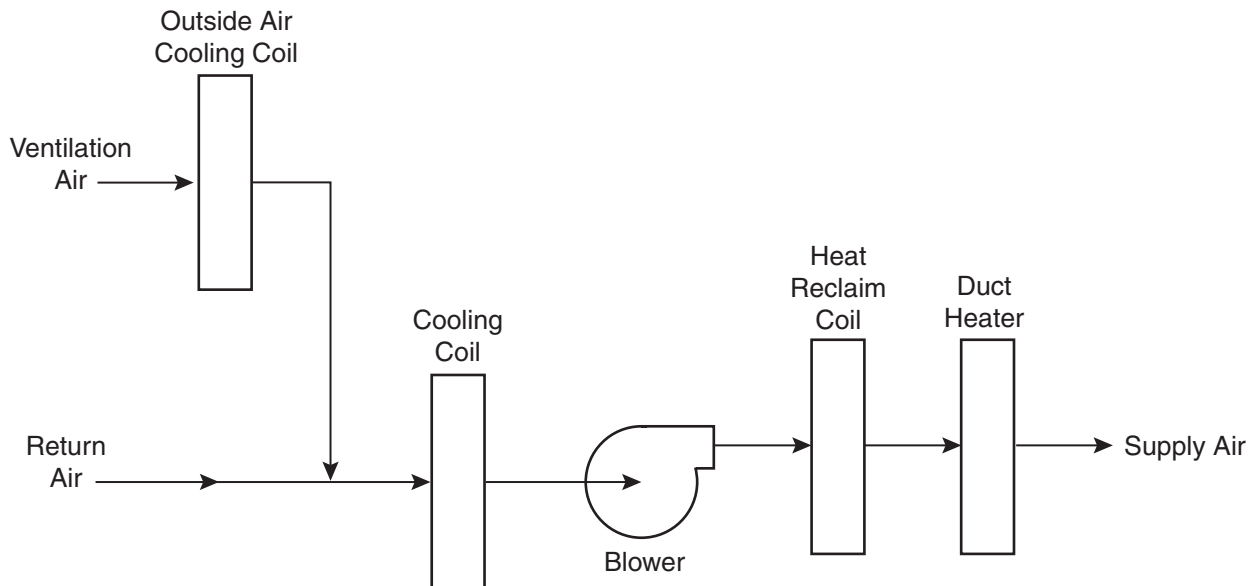 Outside Air
Cooling Coil
Ventilation
Air
Heat
Reclaim
Coil
Duct
Heater
Cooling
Coil
Return
Air
Supply Air
Blower